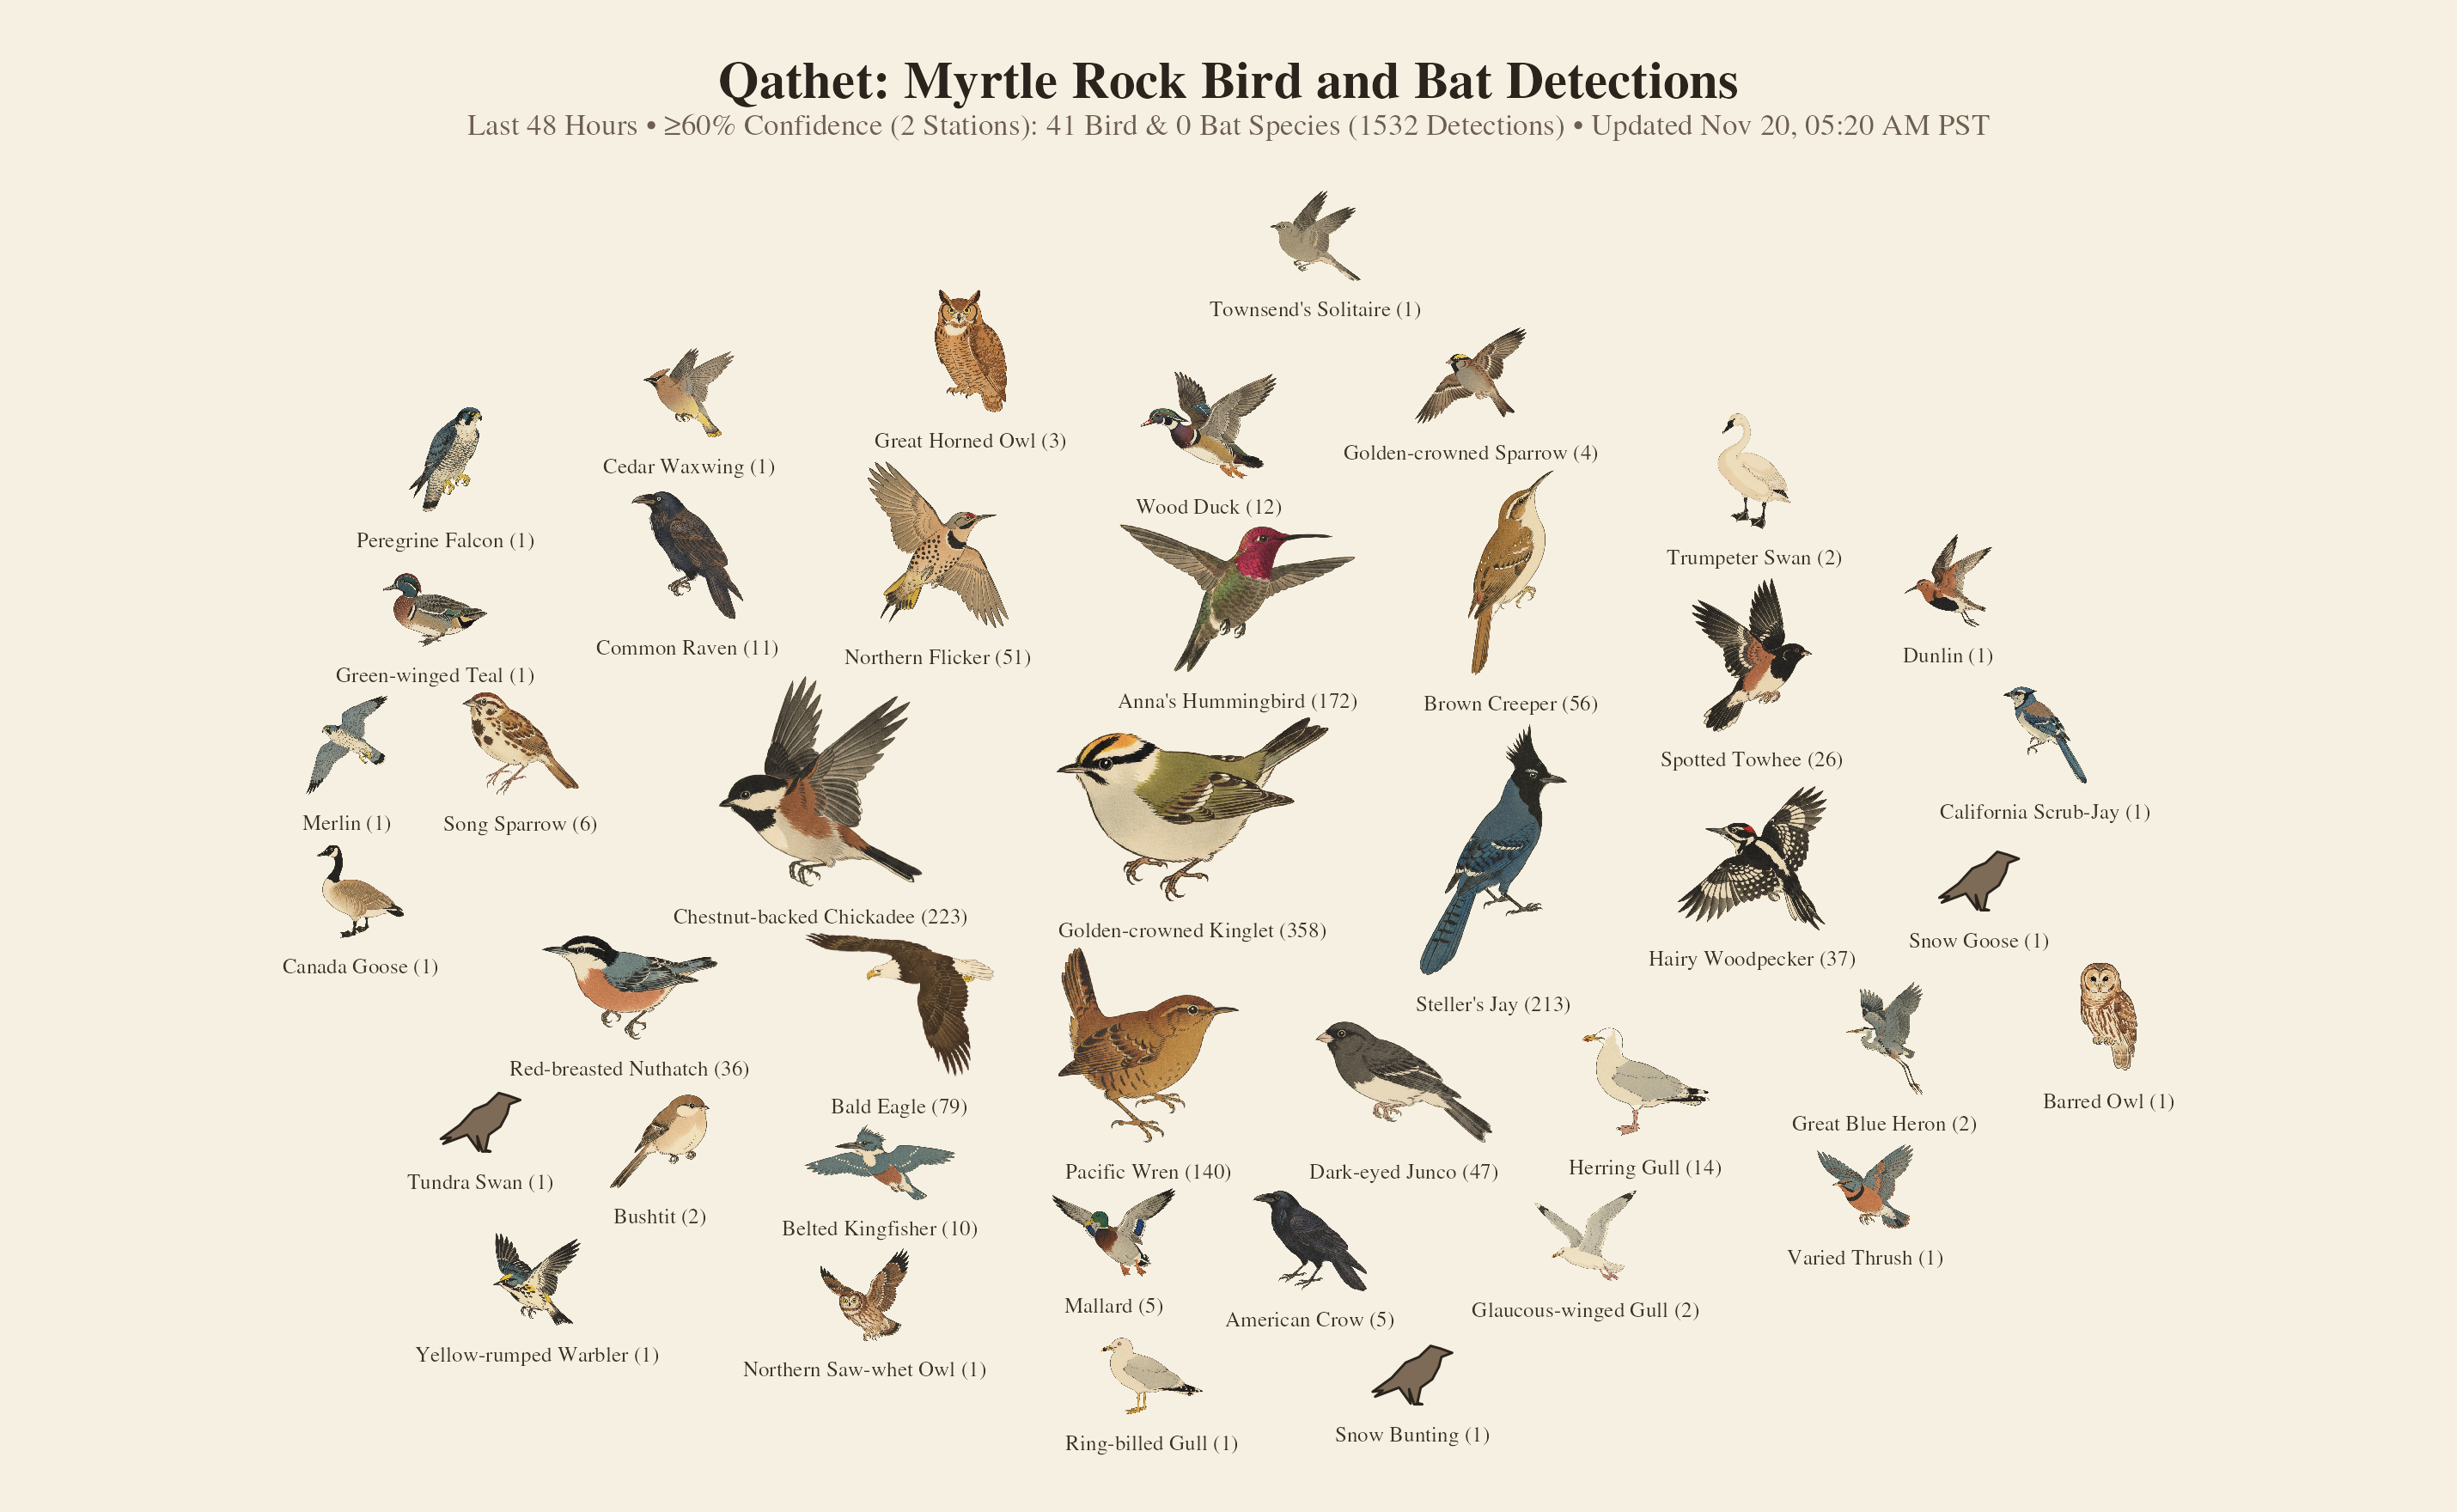 Qathet: Myrtle Rock Bird and Bat Detections
Last 48 Hours • ≥60% Confidence (2 Stations): 41 Bird & 0 Bat Species (1532 Detections) • Updated Nov 20, 05:20 AM PST
Townsend's Solitaire (1)
Great Horned Owl (3)
Golden-crowned Sparrow (4)
Cedar Waxwing (1)
Wood Duck (12)
Peregrine Falcon (1)
Trumpeter Swan (2)
Common Raven (11)
Northern Flicker (51)
Dunlin (1)
Green-winged Teal (1)
Anna's Hummingbird (172)
Brown Creeper (56)
Spotted Towhee (26)
California Scrub-Jay (1)
Merlin (1)
Song Sparrow (6)
Chestnut-backed Chickadee (223)
Golden-crowned Kinglet (358)
Snow Goose (1)
Hairy Woodpecker (37)
Canada Goose (1)
Steller's Jay (213)
Red-breasted Nuthatch (36)
Barred Owl (1)
Bald Eagle (79)
Great Blue Heron (2)
Herring Gull (14)
Pacific Wren (140)
Dark-eyed Junco (47)
Tundra Swan (1)
Bushtit (2)
Belted Kingfisher (10)
Varied Thrush (1)
Mallard (5)
Glaucous-winged Gull (2)
American Crow (5)
Yellow-rumped Warbler (1)
Northern Saw-whet Owl (1)
Snow Bunting (1)
Ring-billed Gull (1)